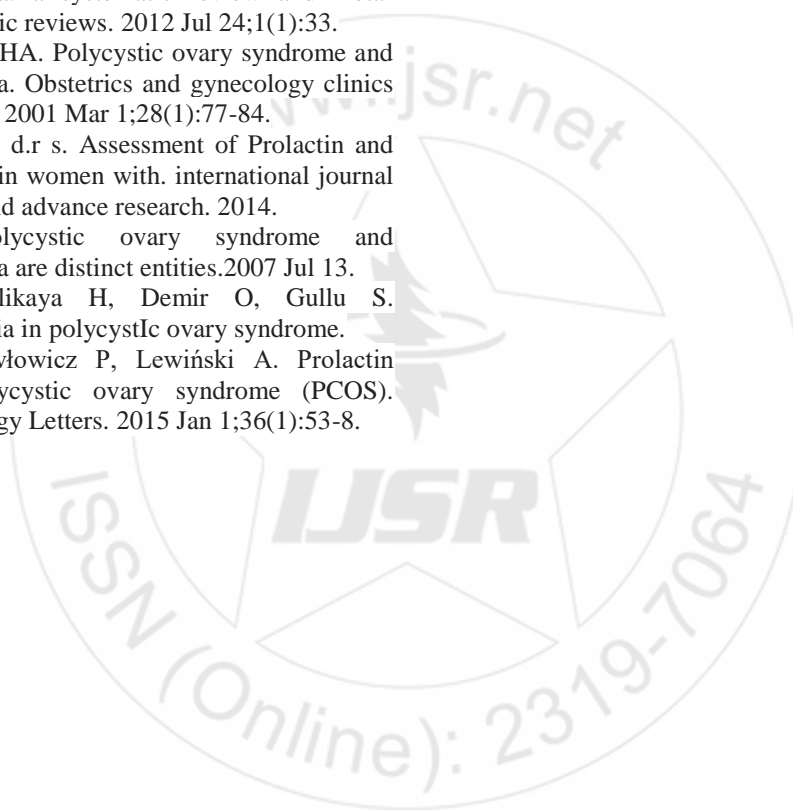 ic reviews. 2012 Jul 24;1(1):33.
HA. Polycystic ovary syndrome and
a. Obstetrics and gynecology clinics
2001 Mar 1;28(1):77-84.
d.r s. Assessment of Prolactin and
in women with. international journal
d advance research. 2014.
lycystic ovary syndrome and
a are distinct entities.2007 Jul 13.
likaya H, Demir O, Gullu S.
ia in polycystIc ovary syndrome.
włowicz P, Lewiński A. Prolactin
ycystic ovary syndrome (PCOS).
gy Letters. 2015 Jan 1;36(1):53-8.
www.ijsr.net
IJSR
ISSN (Online): 2319-7064